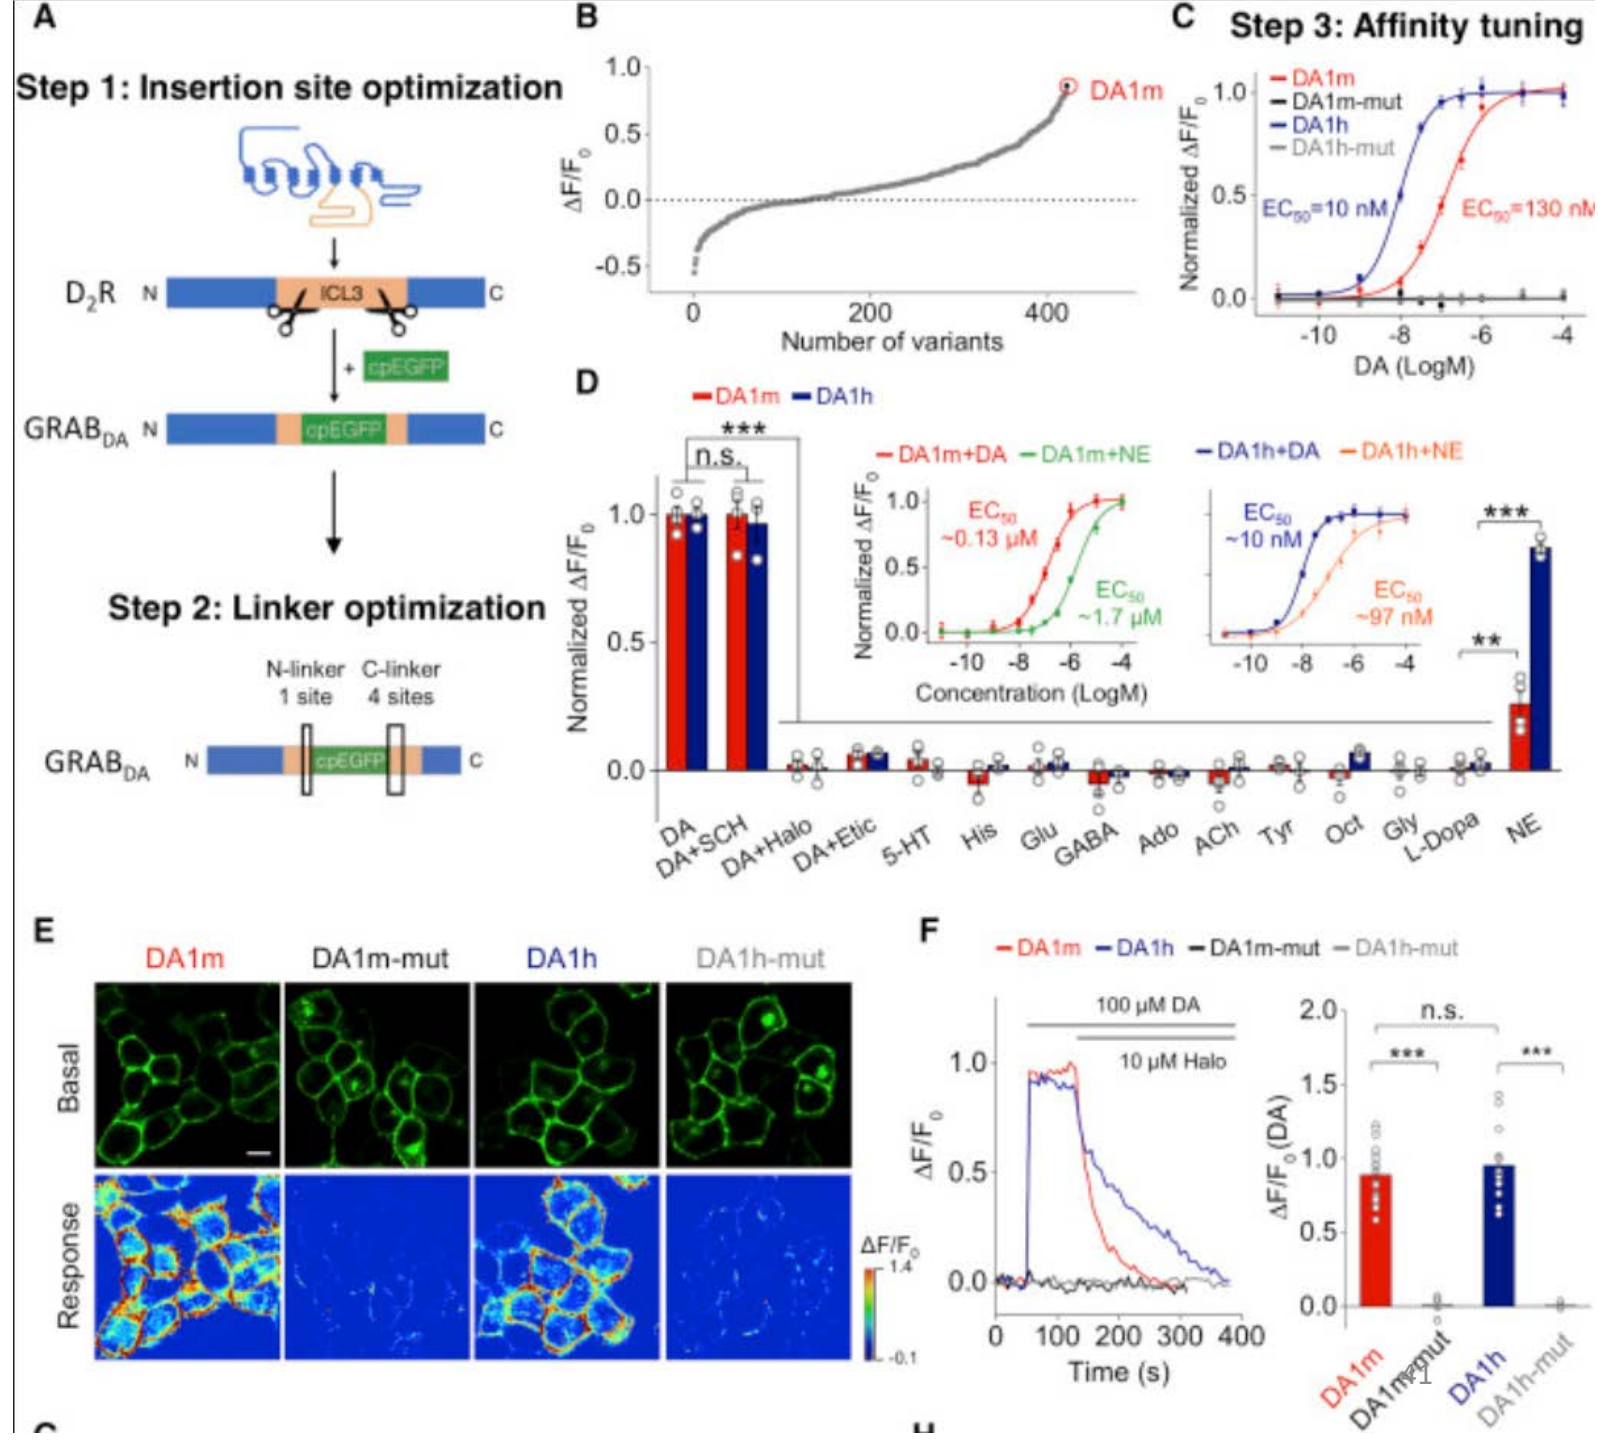 A
Step 1: Insertion site optimization
D2R N ICL3 C
+ cpEGFP
GRABDA N cpEGFP C
Step 2: Linker optimization
N-linker C-linker
1 site 4 sites
GRABDA N cpEGFP C
B
ΔF/F0
1.0
0.5
0.0
-0.5
DA1m
0 200 400
Number of variants
C
Step 3: Affinity tuning
Normalized ΔF/F0
1.0
0.5
0.0
DA1m
DA1m-mut
DA1h
DA1h-mut
EC50=10 nM EC50=130 nM
-10 -8 -6 -4
DA (LogM)
D
DA1m DA1h
***
n.s.
Normalized ΔF/F0
1.0
0.5
0.0
DA1m+DA DA1m+NE
Normalized ΔF/F0
1.0
0.5
0.0
EC50
~0.13 μM
EC50
~1.7 μM
-10 -8 -6 -4
Concentration (LogM)
DA1h+DA DA1h+NE
EC50
~10 nM
EC50
~97 nM
-10 -8 -6 -4
***
**
DA
DA+SCH
DA+Halo
DA+Etic
5-HT
His
Glu
GABA
Ado
ACh
Tyr
Oct
Gly
L-Dopa
NE
E
DA1m DA1m-mut DA1h DA1h-mut
Basal
Response
ΔF/F0
1.4
-0.1
F
DA1m DA1h DA1m-mut DA1h-mut
100 μM DA
10 μM Halo
ΔF/F0
1.0
0.5
0.0
0 100 200 300 400
Time (s)
ΔF/F0 (DA)
2.0
1.5
1.0
0.5
0.0
n.s.
*** ***
DA1m
DA1m-mut
DA1h
DA1h-mut